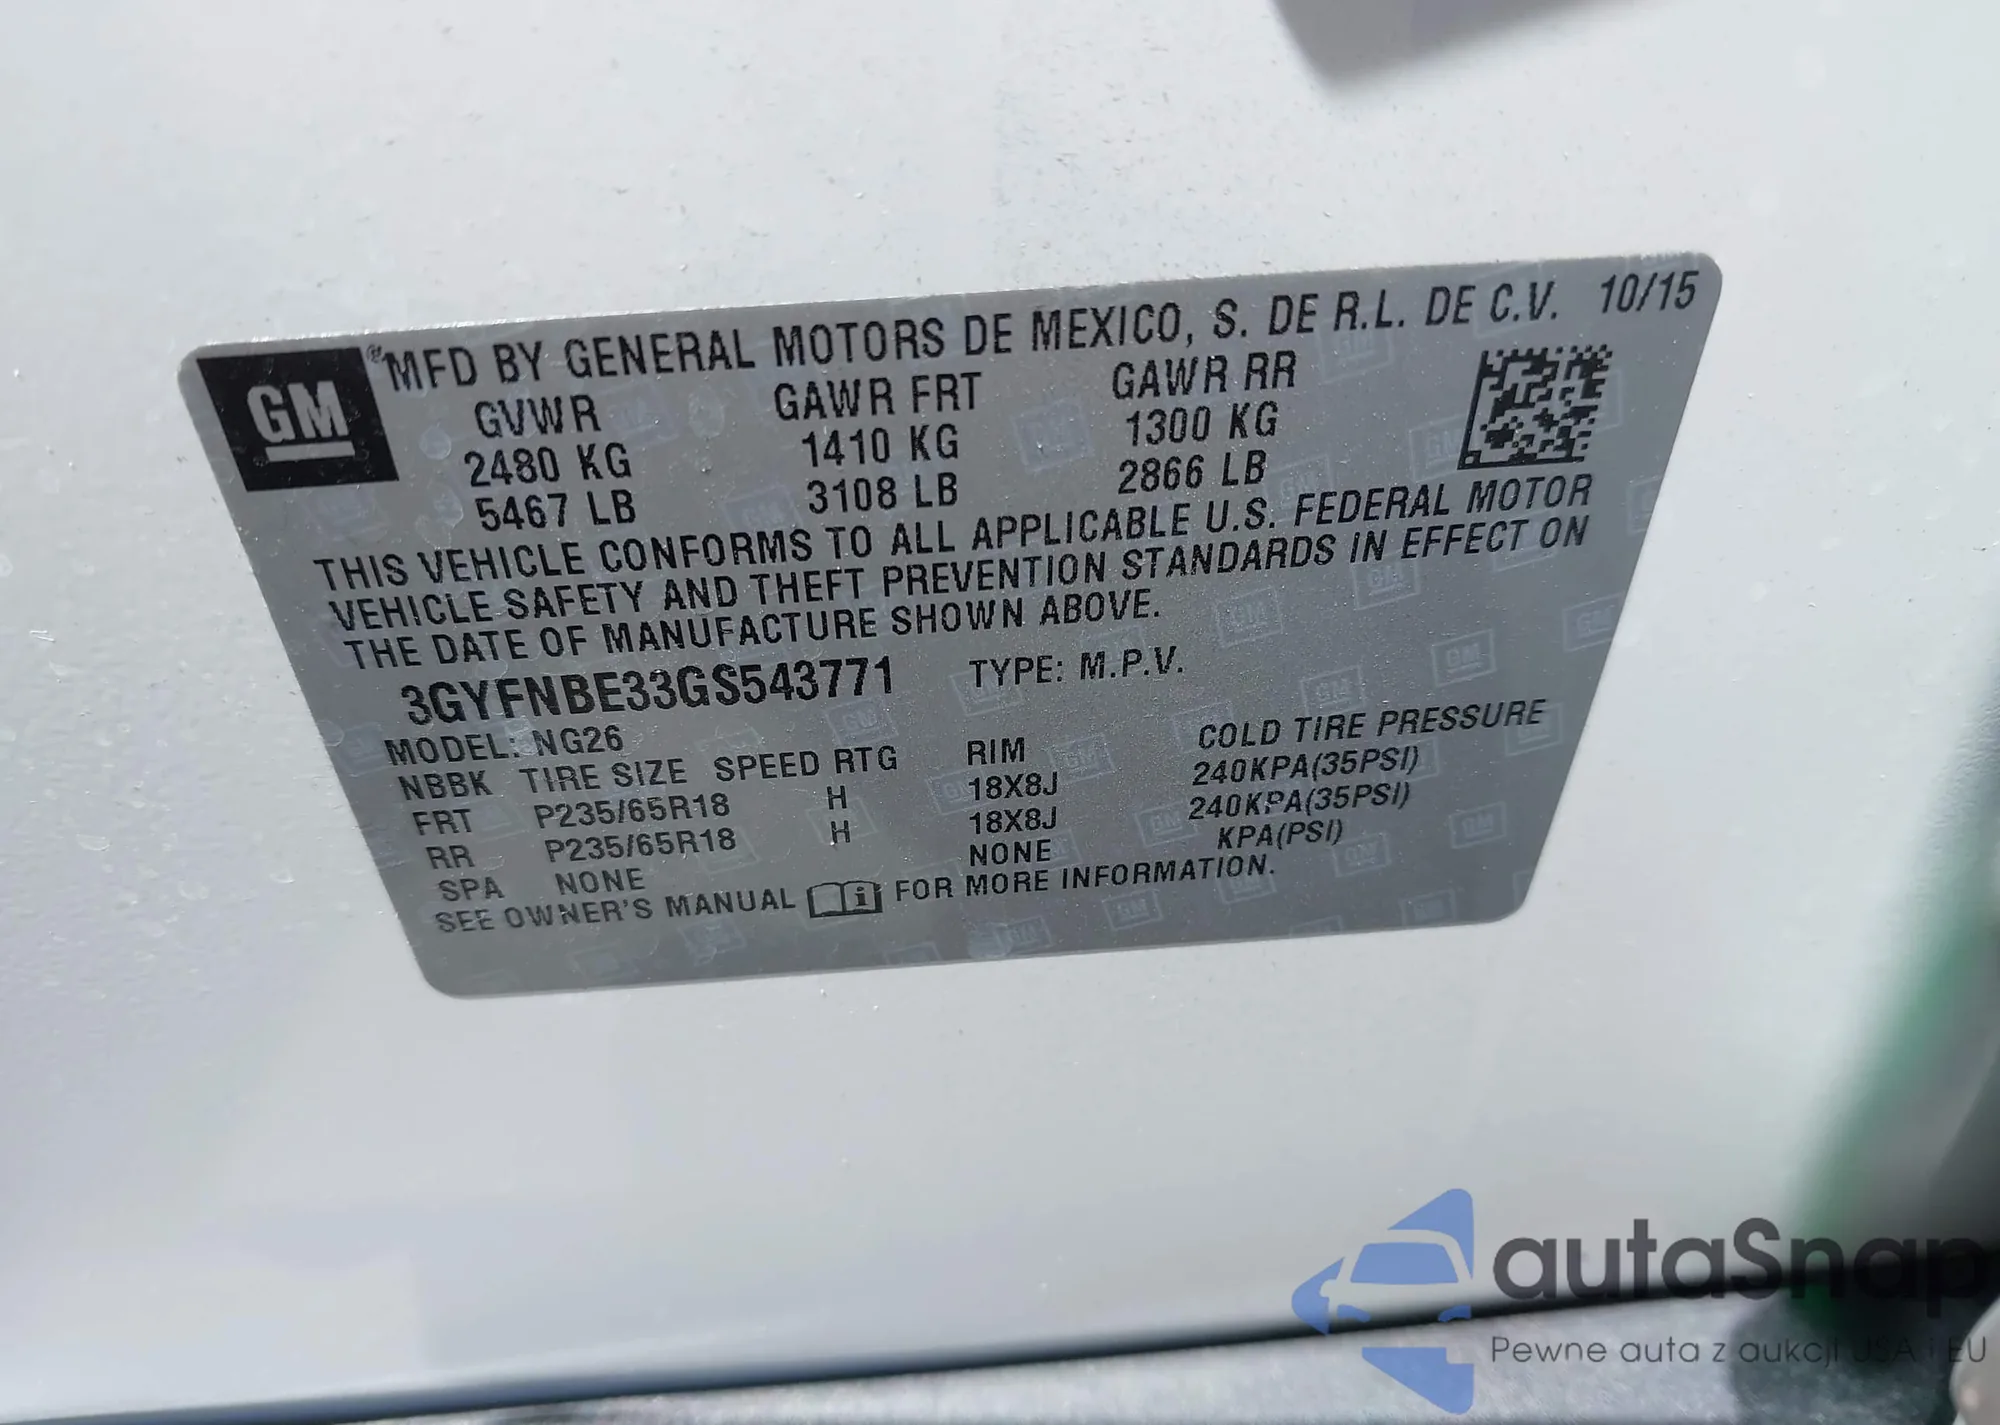 GM
®MFD BY GENERAL MOTORS DE MEXICO, S. DE R.L. DE C.V. 10/15
GVWR GAWR FRT GAWR RR
2480 KG 1410 KG 1300 KG
5467 LB 3108 LB 2866 LB
THIS VEHICLE CONFORMS TO ALL APPLICABLE U.S. FEDERAL MOTOR
VEHICLE SAFETY AND THEFT PREVENTION STANDARDS IN EFFECT ON
THE DATE OF MANUFACTURE SHOWN ABOVE.
3GYFNBE33GS543771 TYPE: M.P.V.
MODEL: NG26
NBBK TIRE SIZE SPEED RTG RIM COLD TIRE PRESSURE
FRT P235/65R18 H 18X8J 240KPA(35PSI)
RR P235/65R18 H 18X8J 240KPA(35PSI)
SPA NONE NONE KPA(PSI)
SEE OWNER'S MANUAL FOR MORE INFORMATION.
autaSnap
Pewne auta z aukcji USA i EU